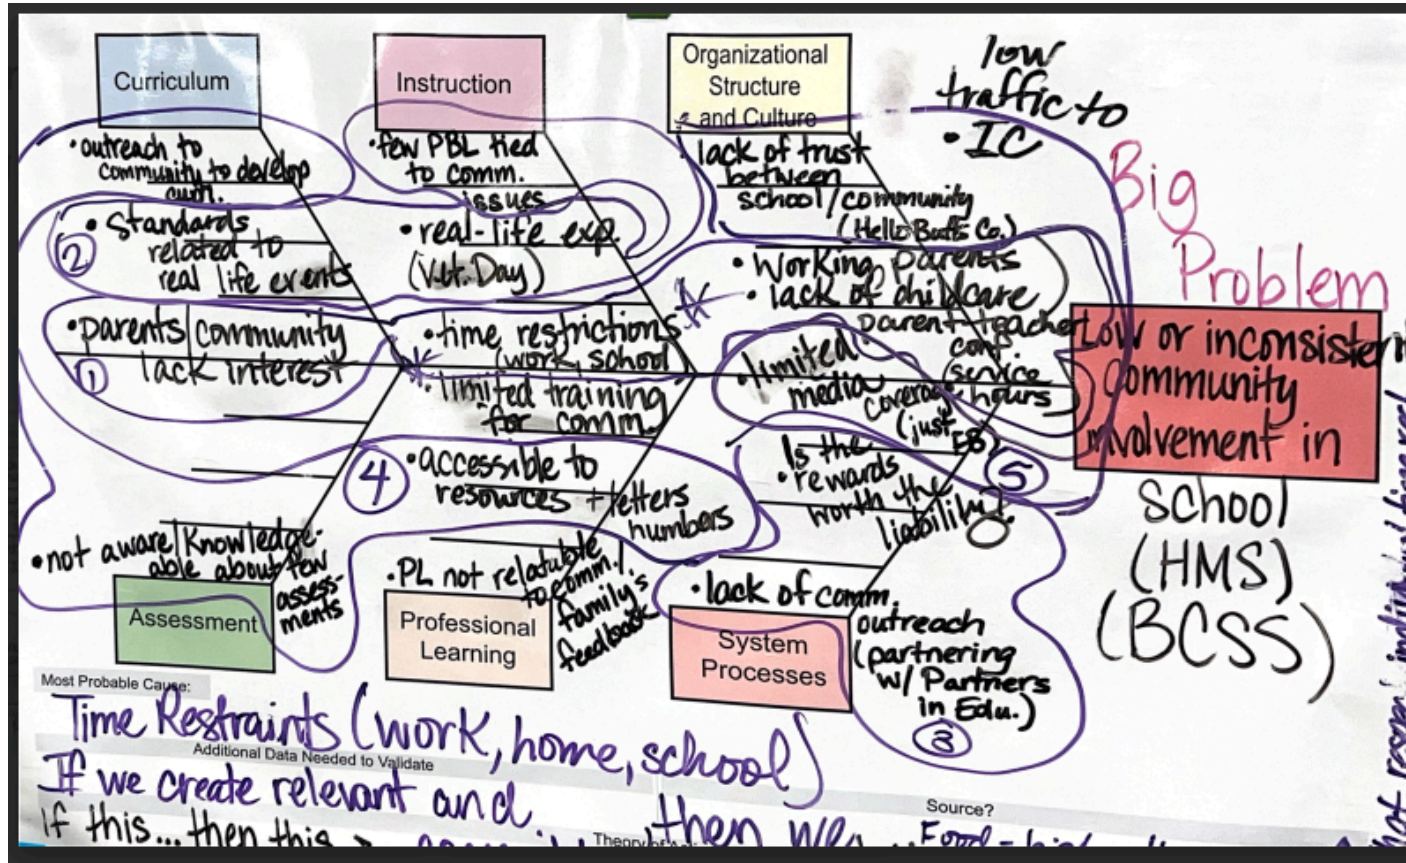 Curriculum
Instruction
Organizational
Structure
and Culture
low
traffic to
• IC
Big
Problem
• outreach to
community to develop
• few PBL tied
to comm.
issues
lack of trust
between
school/community
(Hello Butts Co.)
② • Standards
related to
real life events
• real-life exp.
• Working parents
• lack of childcare
parent-teacher
conf
(service
hours)
• parents/community
① lack interest
• time restrictions
(work, school
• limited training
for comm.
• limited
media
coverage
(just
EB)
⑤
Low or inconsistent
Community
involvement in
school
(HMS)
(BCSS)
④ • accessible to
resources + letters
numbers
Is the
• rewards
worth the
liability?
• not aware/knowledge-
able about few
assess-
ments
Assessment
• PL not relatable
to comm./
family's
feedback
Professional
Learning
• lack of comm.
outreach
(partnering
w/ Partners
in Edu.)
③
System
Processes
Most Probable Cause:
Time Restraints (work, home, school)
Additional Data Needed to Validate
Source?
If we create relevant and
If this... then this
then we